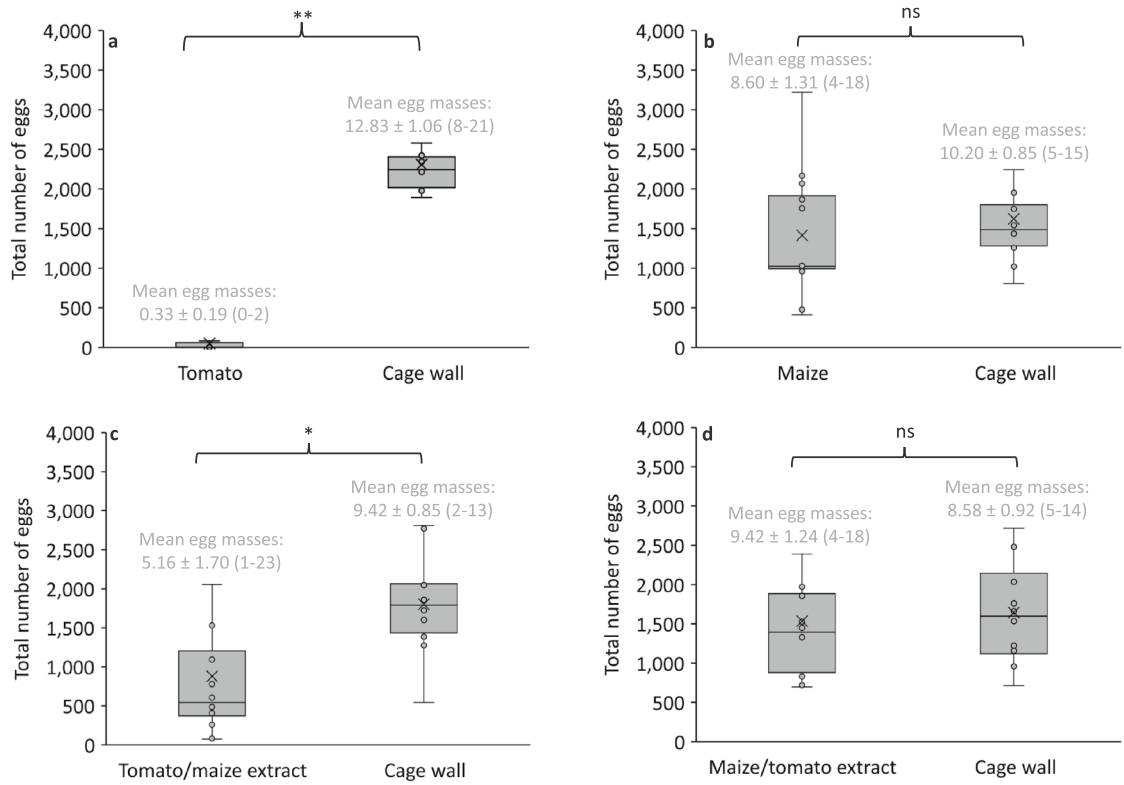 a
**
4,000
3,500
3,000
2,500
2,000
1,500
1,000
500
0
Total number of eggs
Mean egg masses:
0.33 ± 0.19 (0-2)
Mean egg masses:
12.83 ± 1.06 (8-21)
Tomato
Cage wall
b
ns
4,000
3,500
3,000
2,500
2,000
1,500
1,000
500
0
Total number of eggs
Mean egg masses:
8.60 ± 1.31 (4-18)
Mean egg masses:
10.20 ± 0.85 (5-15)
Maize
Cage wall
c
*
4,000
3,500
3,000
2,500
2,000
1,500
1,000
500
0
Total number of eggs
Mean egg masses:
5.16 ± 1.70 (1-23)
Mean egg masses:
9.42 ± 0.85 (2-13)
Tomato/maize extract
Cage wall
d
ns
4,000
3,500
3,000
2,500
2,000
1,500
1,000
500
0
Total number of eggs
Mean egg masses:
9.42 ± 1.24 (4-18)
Mean egg masses:
8.58 ± 0.92 (5-14)
Maize/tomato extract
Cage wall